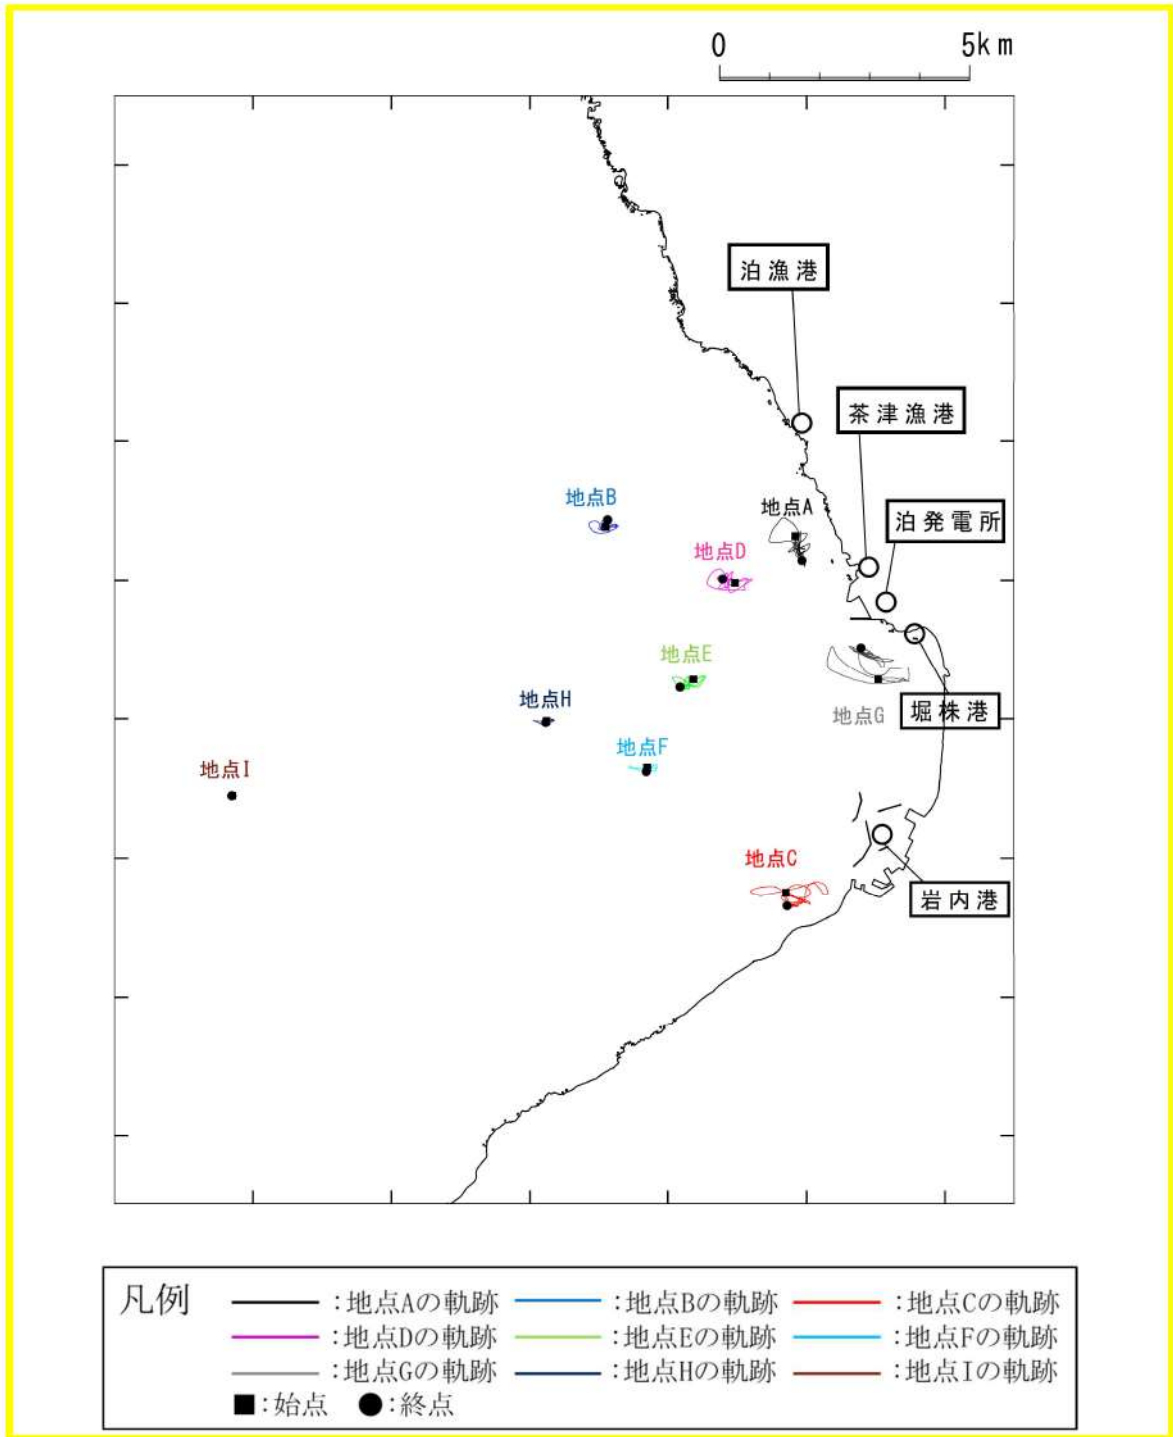 0 5km
泊漁港
茶津漁港
地点B
地点A
泊発電所
地点D
地点E
地点H
地点G
堀株港
地点F
地点I
地点C
岩内港
凡例 :地点Aの軌跡 :地点Bの軌跡 :地点Cの軌跡
:地点Dの軌跡 :地点Eの軌跡 :地点Fの軌跡
:地点Gの軌跡 :地点Hの軌跡 :地点Iの軌跡
■:始点 ●:終点